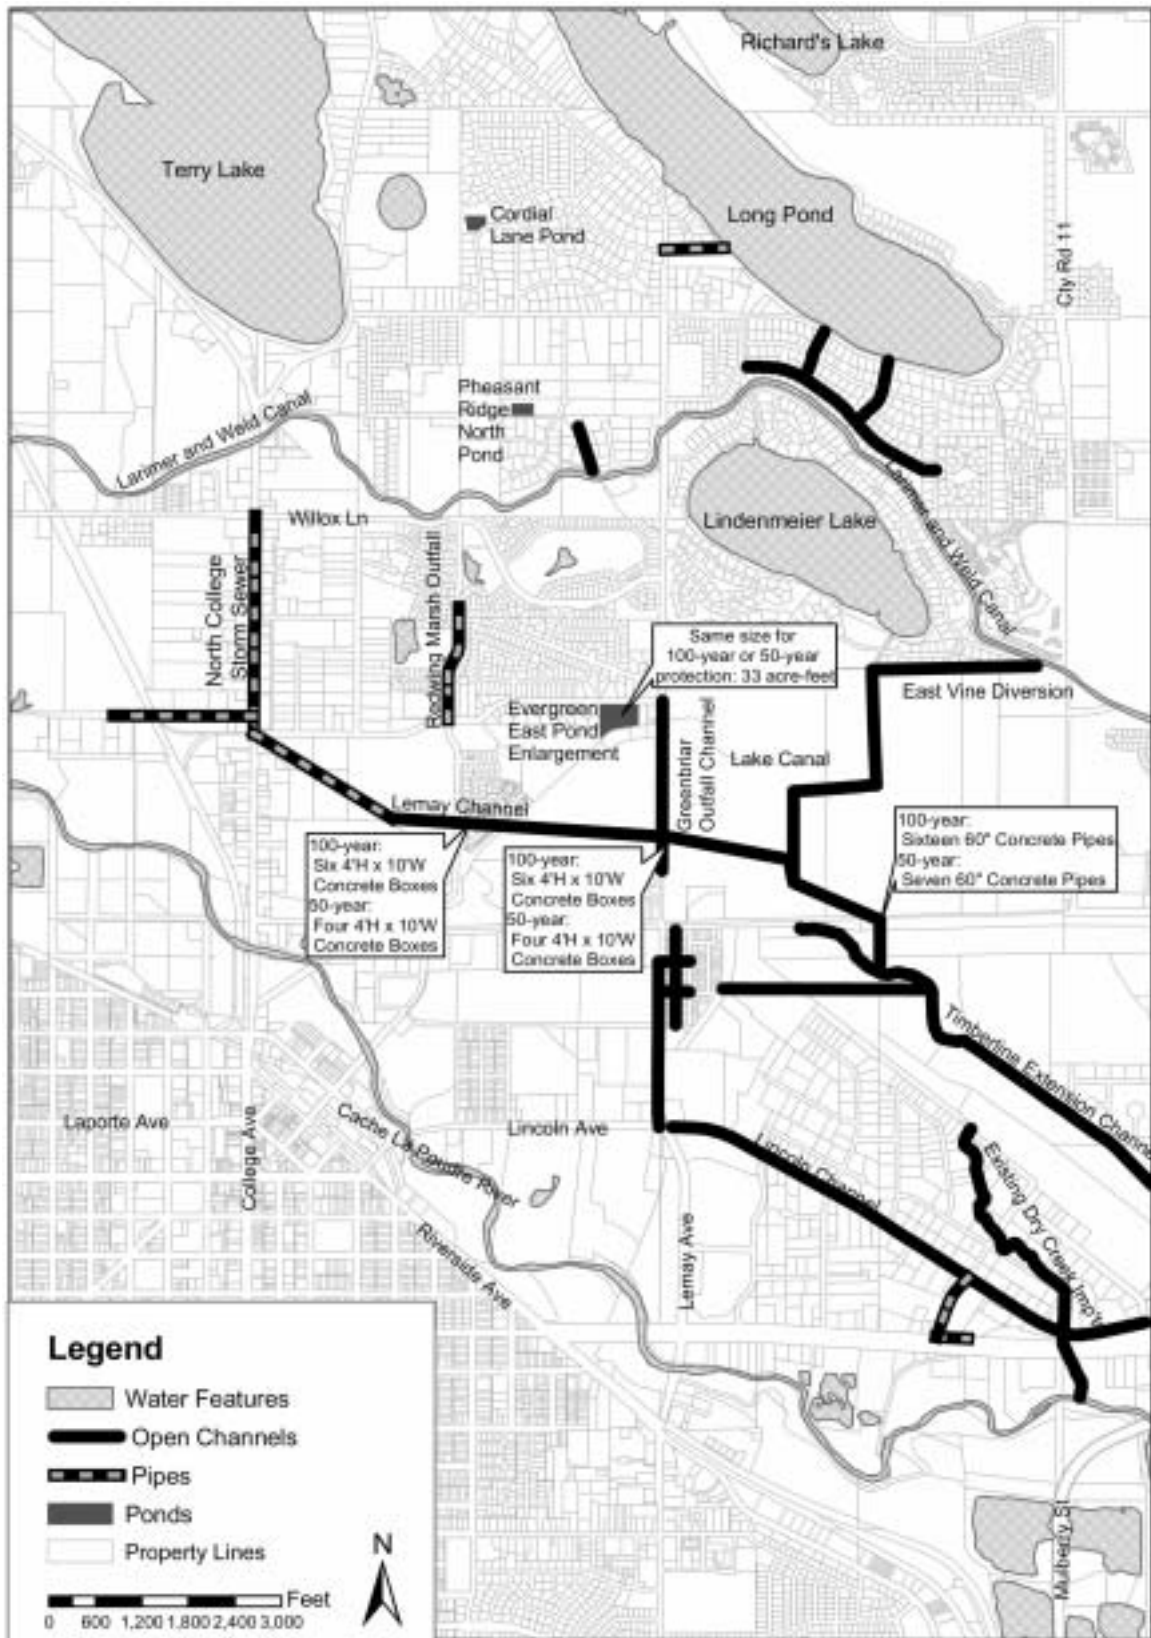 Richard's Lake
Terry Lake
Cordial
Lane Pond
Long Pond
Cty Rd 11
Pheasant
Ridge
North
Pond
Larimer and Weld Canal
Willox Ln
Lindenmeier Lake
Larimer and Weld Canal
North College
Storm Sewer
Redwing Marsh Outfall
Same size for
100-year or 50-year
protection: 33 acre-feet
East Vine Diversion
Evergreen
East Pond
Enlargement
Greenbriar
Outfall Channel
Lake Canal
Lemay Channel
100-year:
Six 4'H x 10'W
Concrete Boxes
50-year:
Four 4'H x 10'W
Concrete Boxes
100-year:
Six 4'H x 10'W
Concrete Boxes
50-year:
Four 4'H x 10'W
Concrete Boxes
100-year:
Sixteen 60" Concrete Pipes
50-year:
Seven 60" Concrete Pipes
Timberline Extension Channel
Laporte Ave
College Ave
Cache La Poudre River
Lincoln Ave
Lincoln Channel
Existing Dry Creek Imp't
Riverside Ave
Lemay Ave
Mulberry St
Legend
Water Features
Open Channels
Pipes
Ponds
Property Lines
N
Feet
0 600 1,200 1,800 2,400 3,000